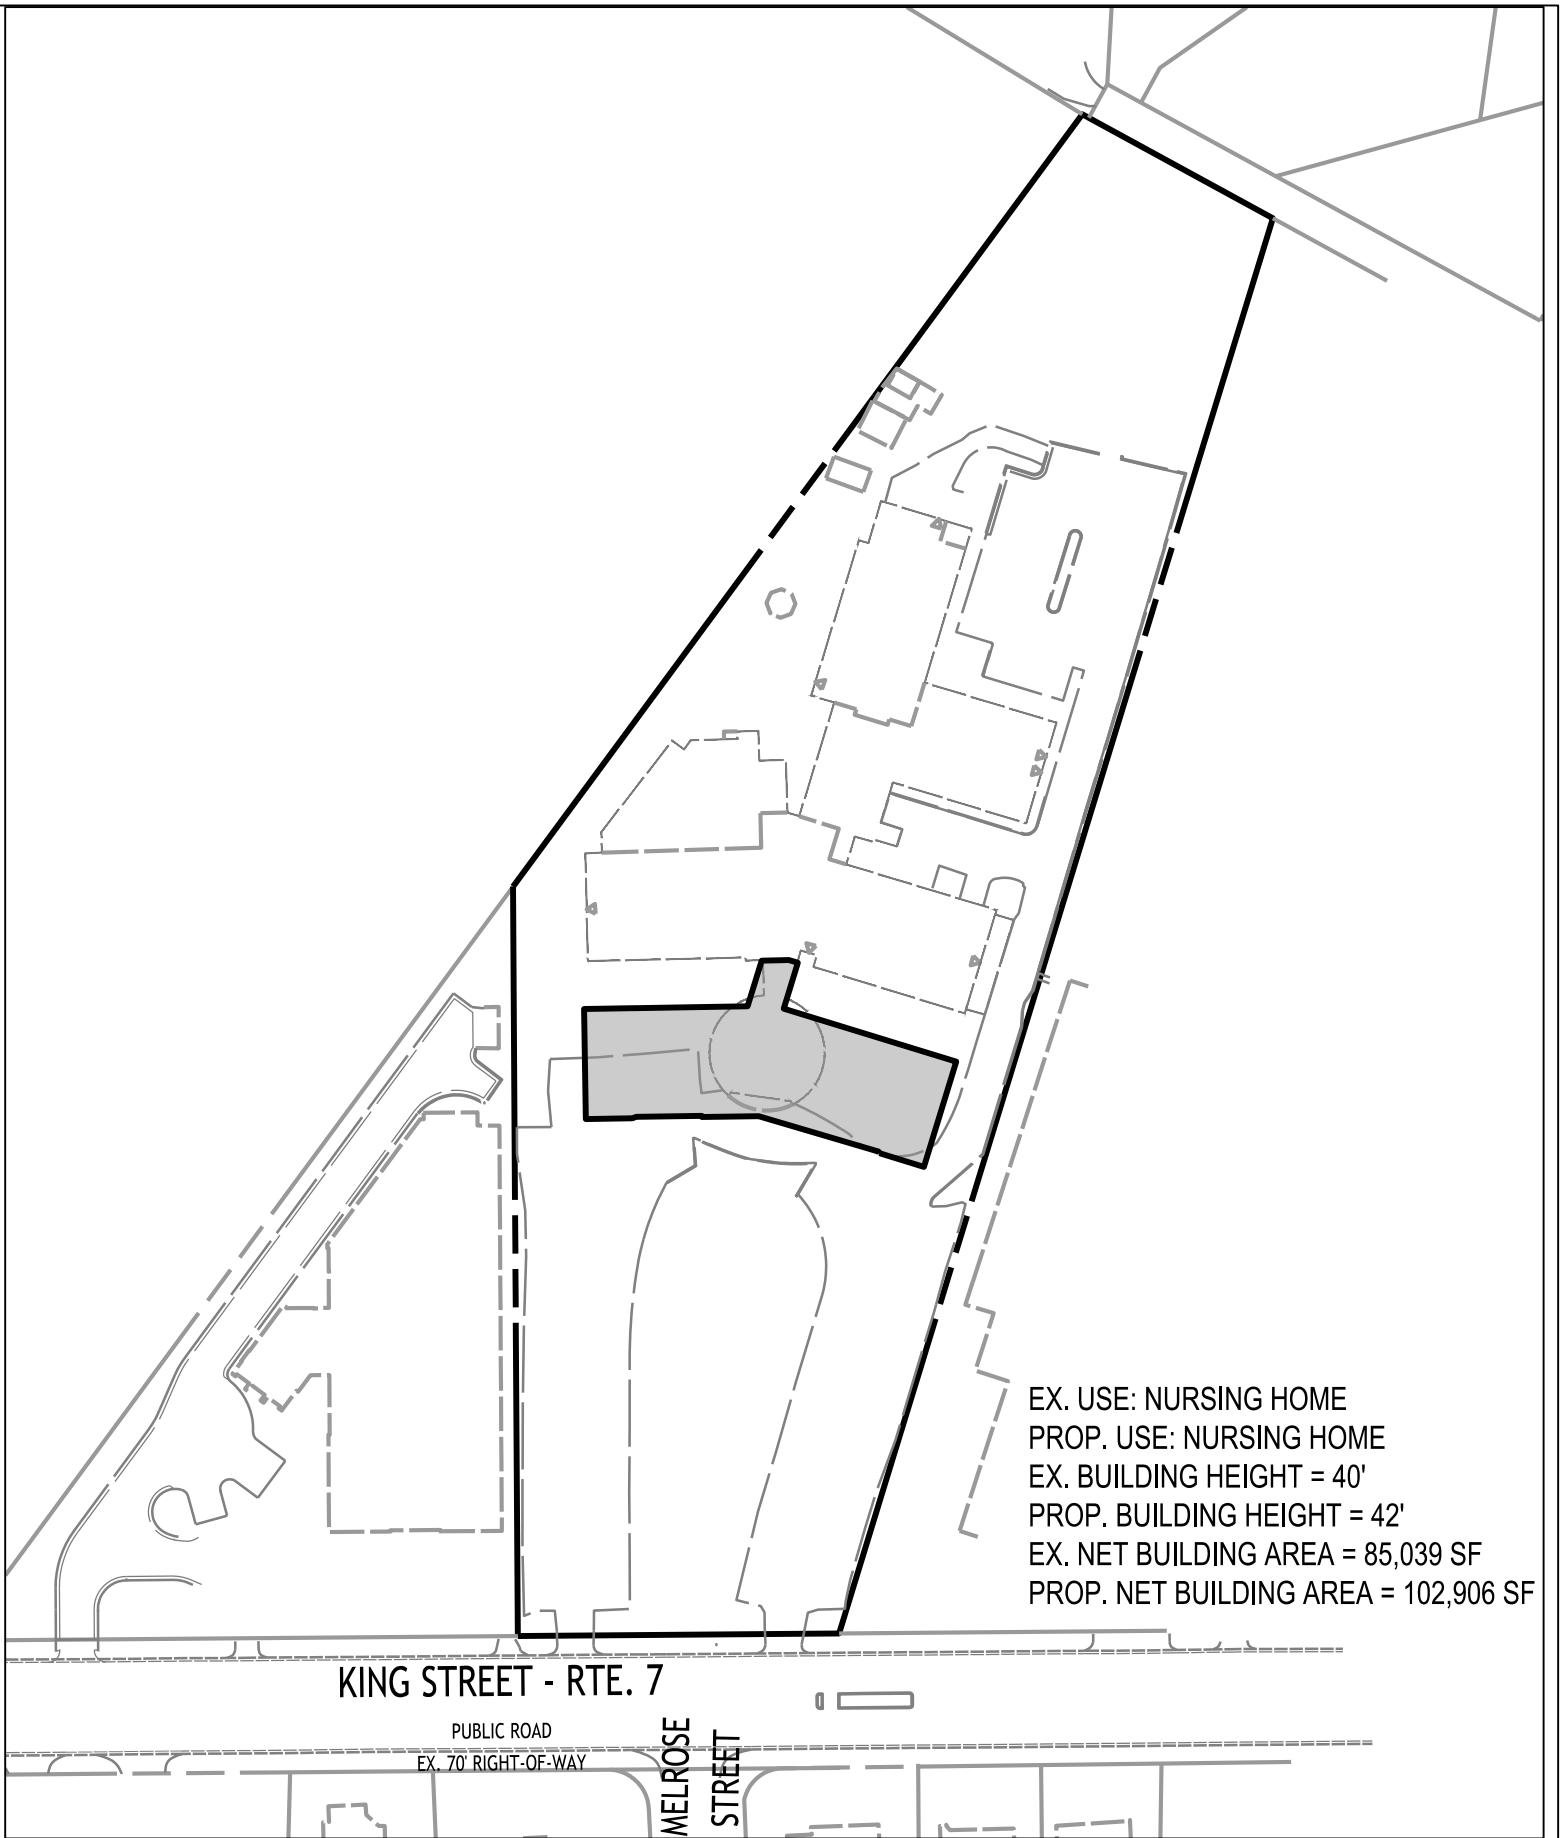 EX. USE: NURSING HOME
PROP. USE: NURSING HOME
EX. BUILDING HEIGHT = 40'
PROP. BUILDING HEIGHT = 42'
EX. NET BUILDING AREA = 85,039 SF
PROP. NET BUILDING AREA = 102,906 SF
KING STREET - RTE. 7
PUBLIC ROAD
EX. 70' RIGHT-OF-WAY
MELROSE
STREET